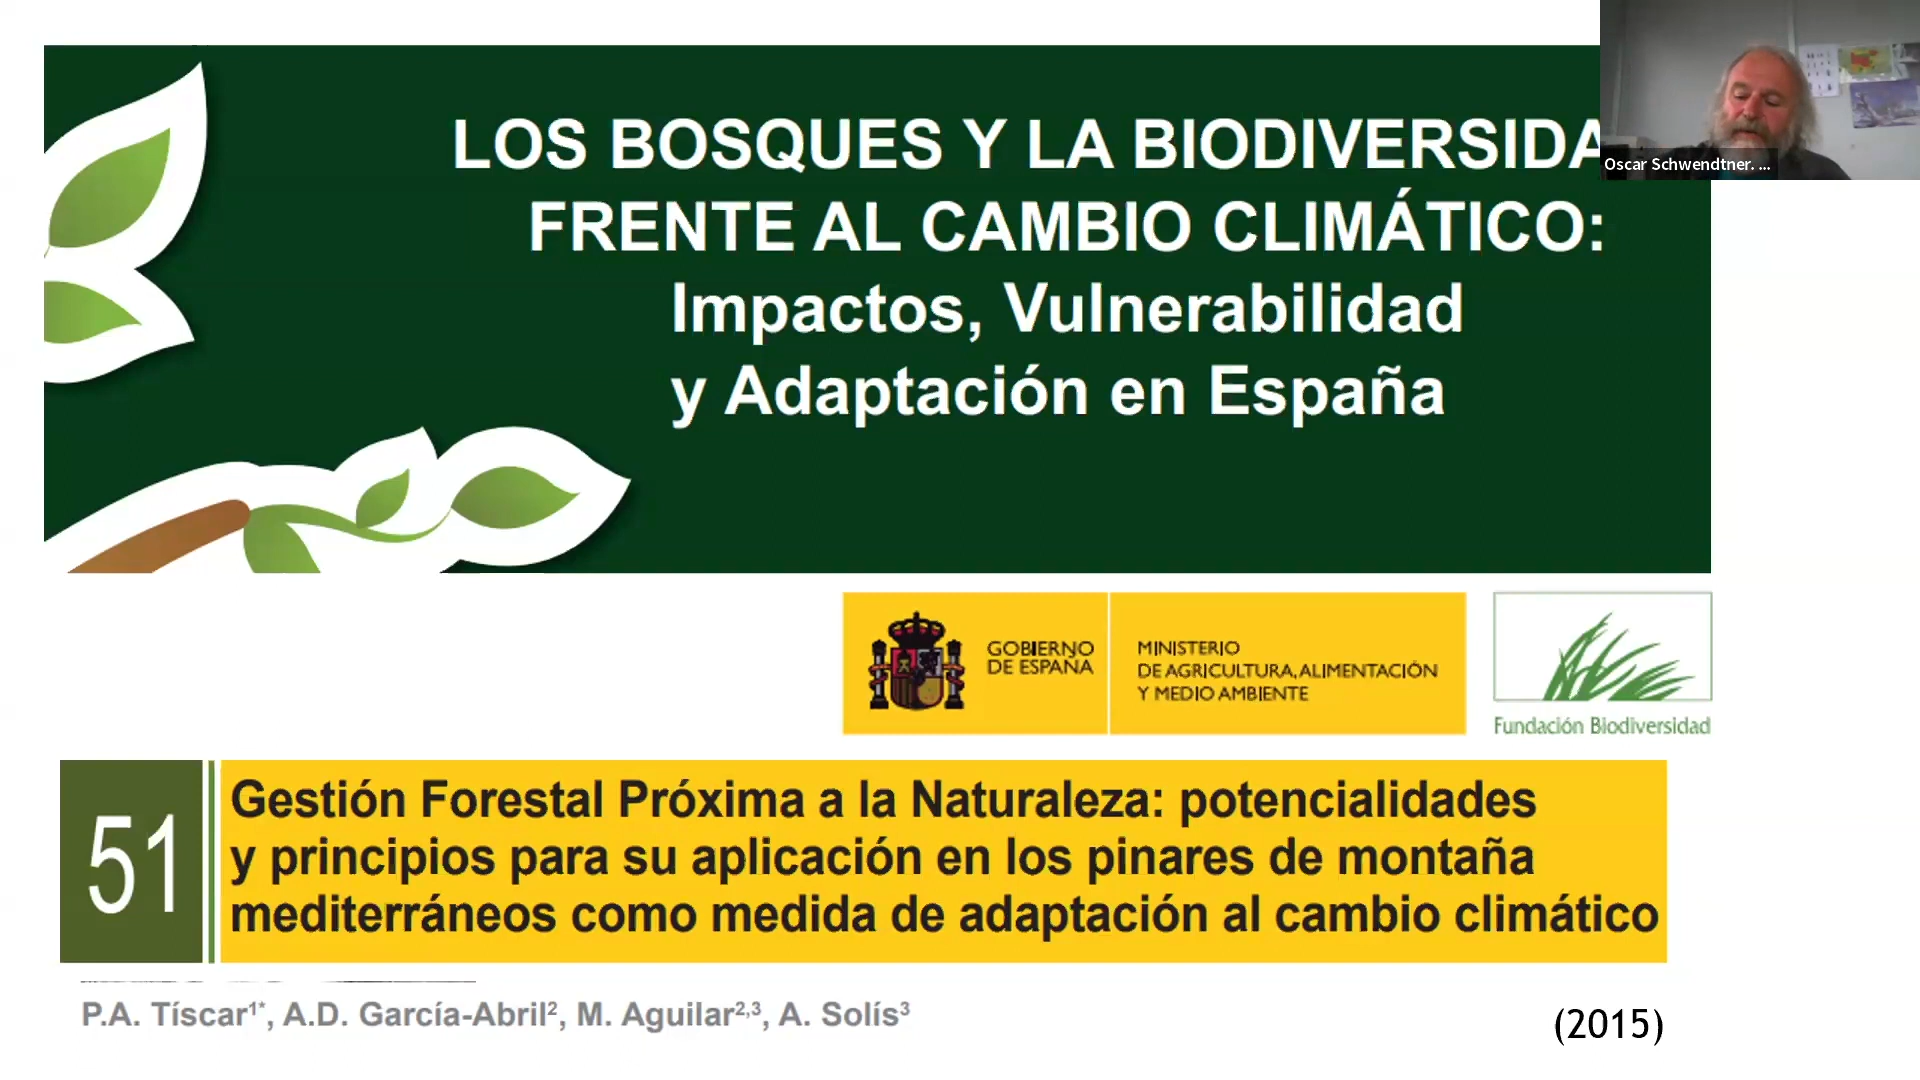 LOS BOSQUES Y LA BIODIVERSIDA
FRENTE AL CAMBIO CLIMÁTICO:
Impactos, Vulnerabilidad
y Adaptación en España
Oscar Schwendtner. ...
GOBIERNO
DE ESPAÑA
MINISTERIO
DE AGRICULTURA, ALIMENTACIÓN
Y MEDIO AMBIENTE
Fundación Biodiversidad
51
Gestión Forestal Próxima a la Naturaleza: potencialidades
y principios para su aplicación en los pinares de montaña
mediterráneos como medida de adaptación al cambio climático
P.A. Tíscar¹*, A.D. García-Abril², M. Aguilar²,³, A. Solís³
(2015)